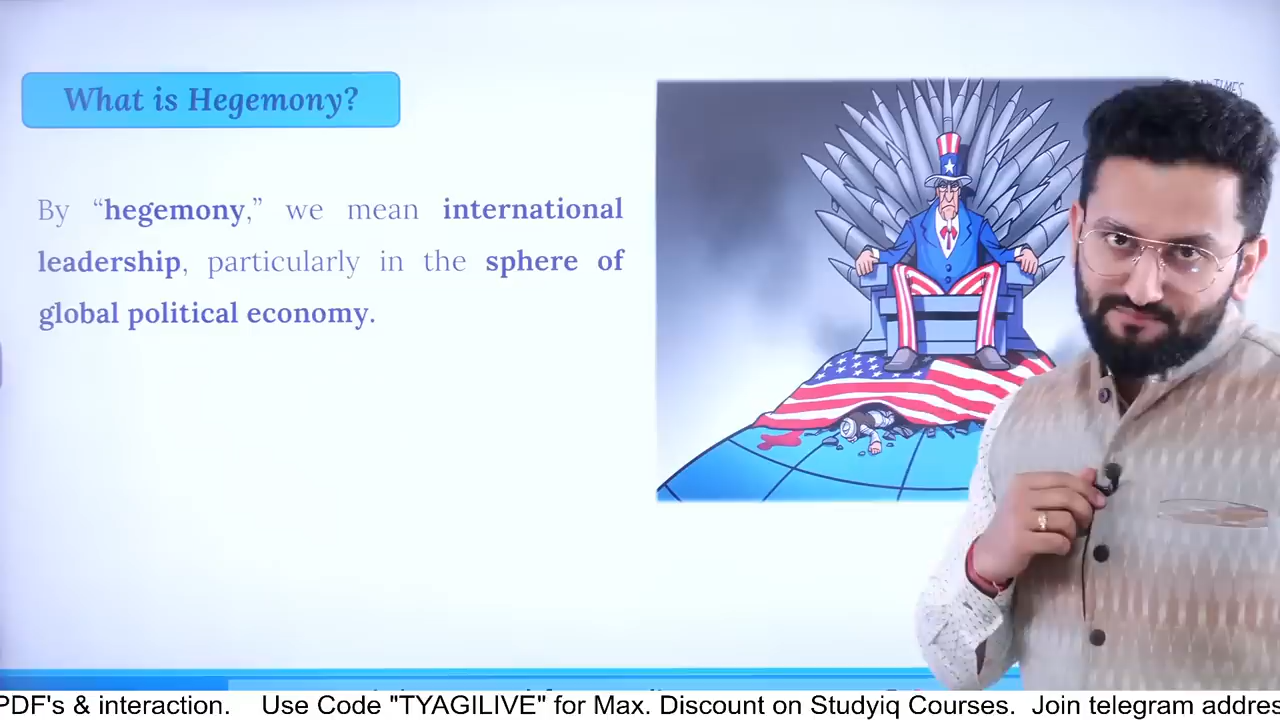 What is Hegemony?
By “hegemony,” we mean international
leadership, particularly in the sphere of
global political economy.
PDF's & interaction. Use Code "TYAGILIVE" for Max. Discount on Studyiq Courses. Join telegram addres